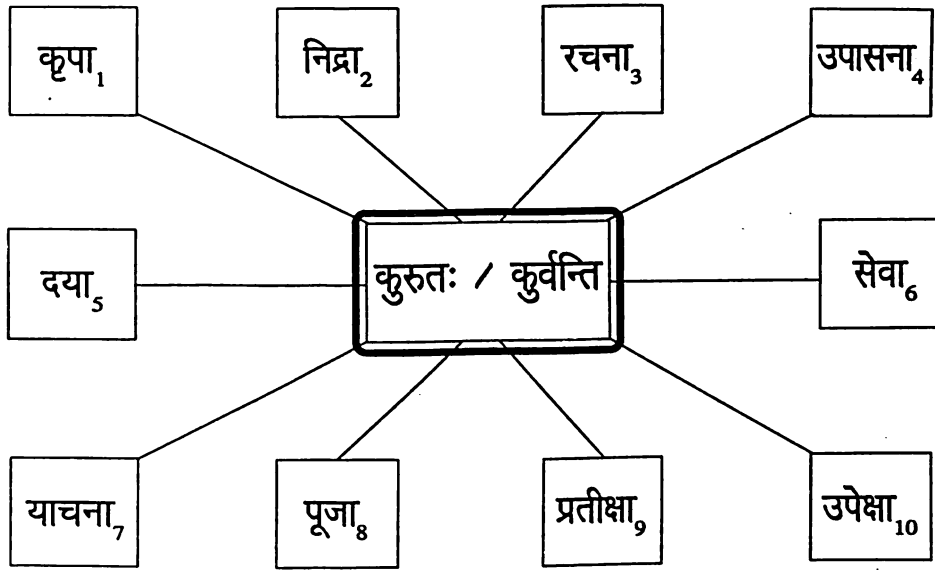 कृपा₁ निद्रा₂ रचना₃ उपासना₄
दया₅ कुरुतः / कुर्वन्ति सेवा₆
याचना₇ पूजा₈ प्रतीक्षा₉ उपेक्षा₁₀